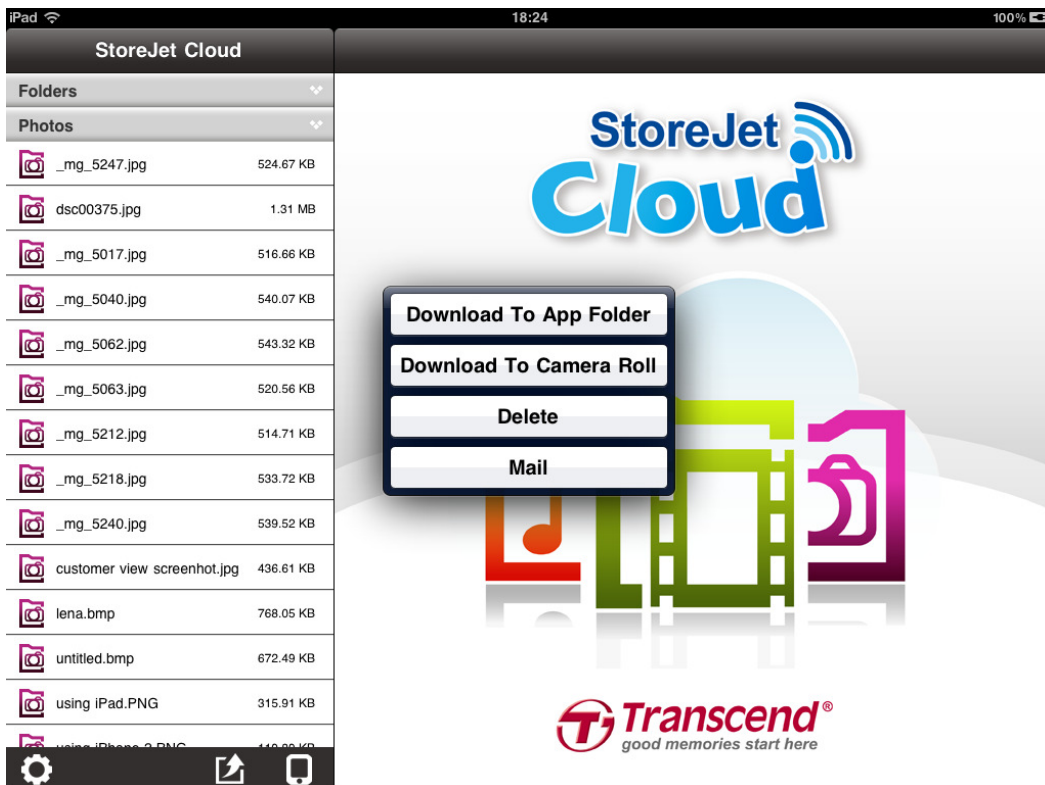 iPad 18:24 100%
StoreJet Cloud
Folders
Photos
_mg_5247.jpg 524.67 KB
dsc00375.jpg 1.31 MB
_mg_5017.jpg 516.66 KB
_mg_5040.jpg 540.07 KB
_mg_5062.jpg 543.32 KB
_mg_5063.jpg 520.56 KB
_mg_5212.jpg 514.71 KB
_mg_5218.jpg 533.72 KB
_mg_5240.jpg 539.52 KB
customer view screenhot.jpg 436.61 KB
lena.bmp 768.05 KB
untitled.bmp 672.49 KB
using iPad.PNG 315.91 KB
using iPhone 2.PNG
StoreJet
Cloud
Download To App Folder
Download To Camera Roll
Delete
Mail
Transcend®
good memories start here